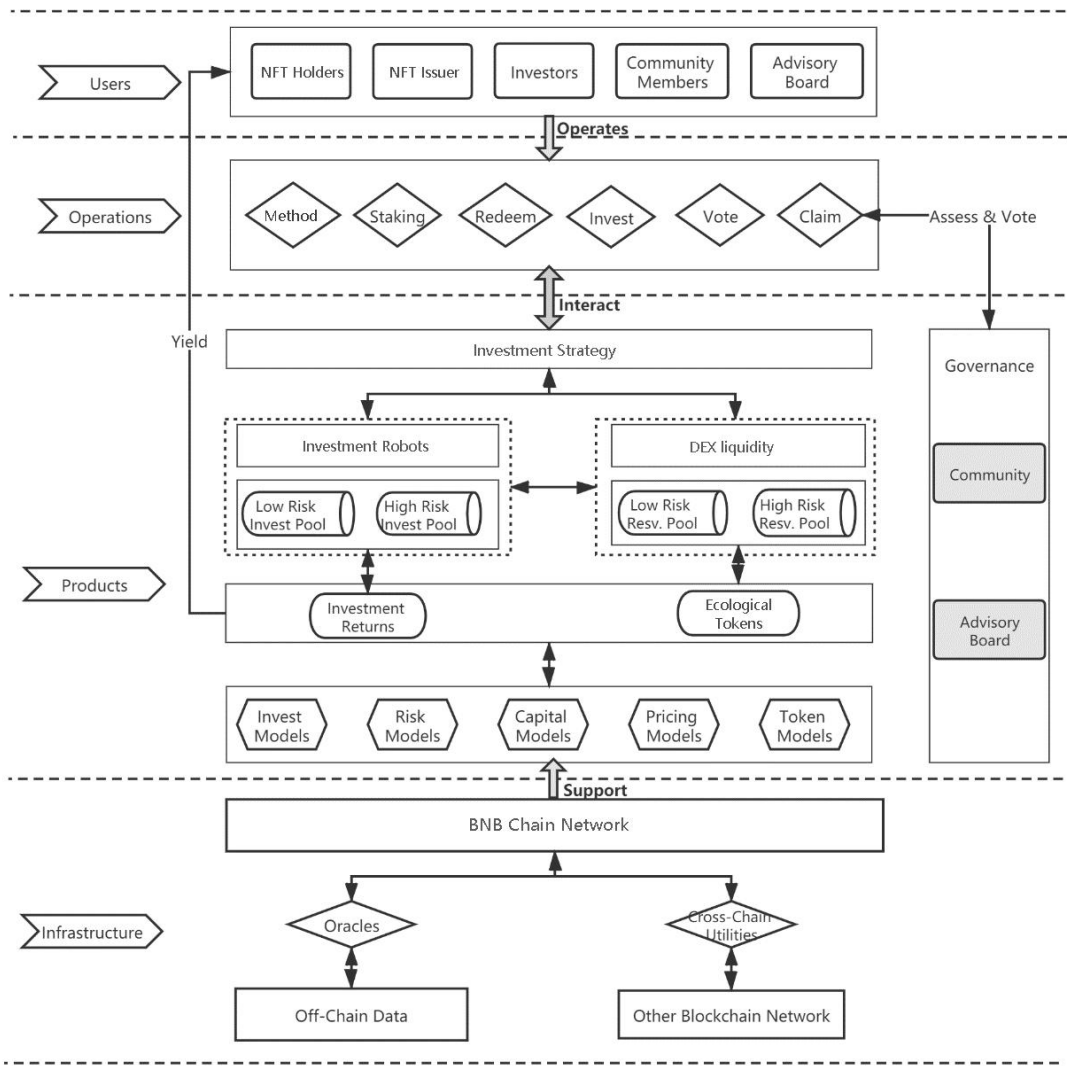 Users
NFT Holders
NFT Issuer
Investors
Community
Members
Advisory
Board
Operates
Operations
Method
Staking
Redeem
Invest
Vote
Claim
Assess & Vote
Interact
Yield
Investment Strategy
Governance
Investment Robots
DEX liquidity
Community
Low Risk
Invest Pool
High Risk
Invest Pool
Low Risk
Resv. Pool
High Risk
Resv. Pool
Products
Investment
Returns
Ecological
Tokens
Advisory
Board
Invest
Models
Risk
Models
Capital
Models
Pricing
Models
Token
Models
Support
BNB Chain Network
Infrastructure
Oracles
Cross-Chain
Utilities
Off-Chain Data
Other Blockchain Network